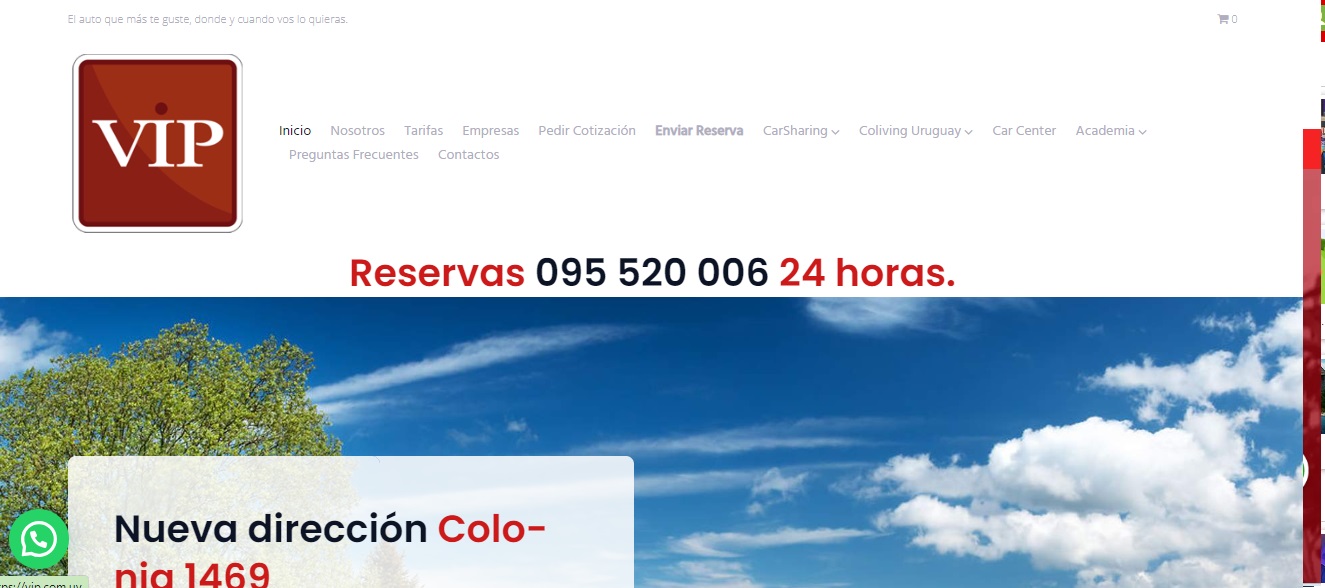 El auto que más te guste, donde y cuando vos lo quieras.
0
VIP
Inicio Nosotros Tarifas Empresas Pedir Cotización Enviar Reserva CarSharing Coliving Uruguay Car Center Academia
Preguntas Frecuentes Contactos
Reservas 095 520 006 24 horas.
Nueva dirección Colo-
nia 1469
ps://vip.com.uy